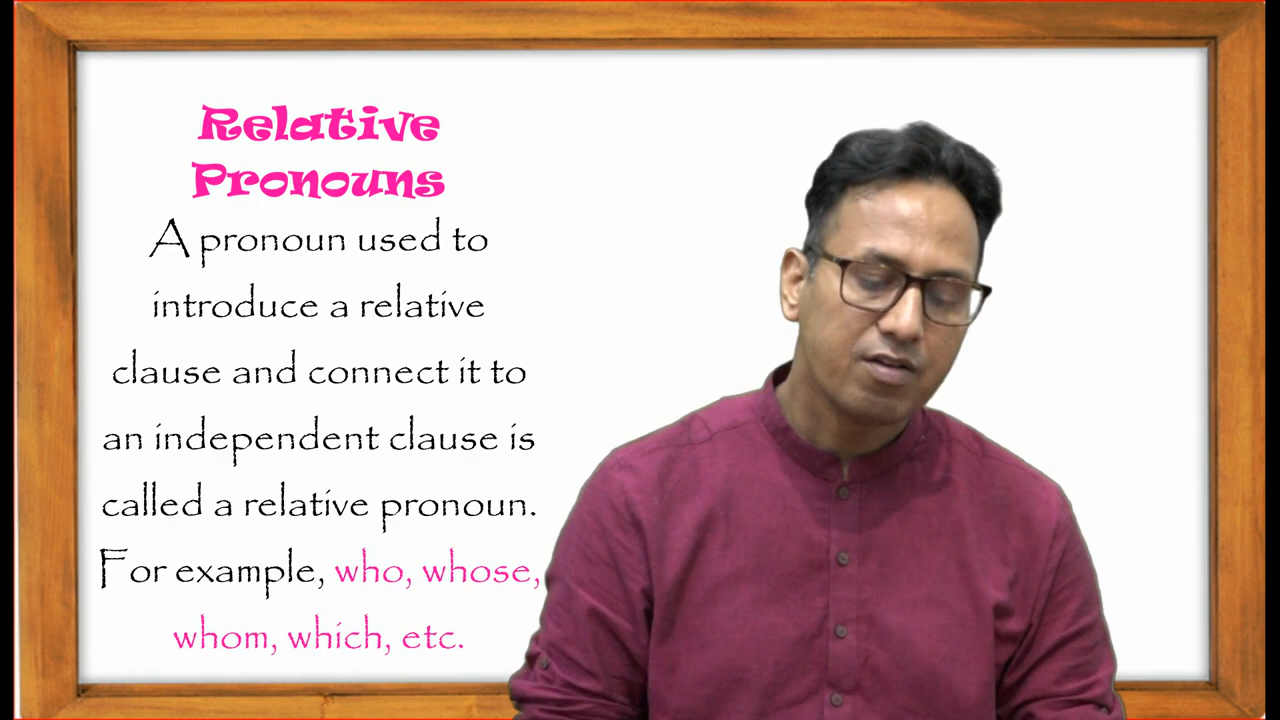 Relative
Pronouns
A pronoun used to
introduce a relative
clause and connect it to
an independent clause is
called a relative pronoun.
For example, who, whose,
whom, which, etc.